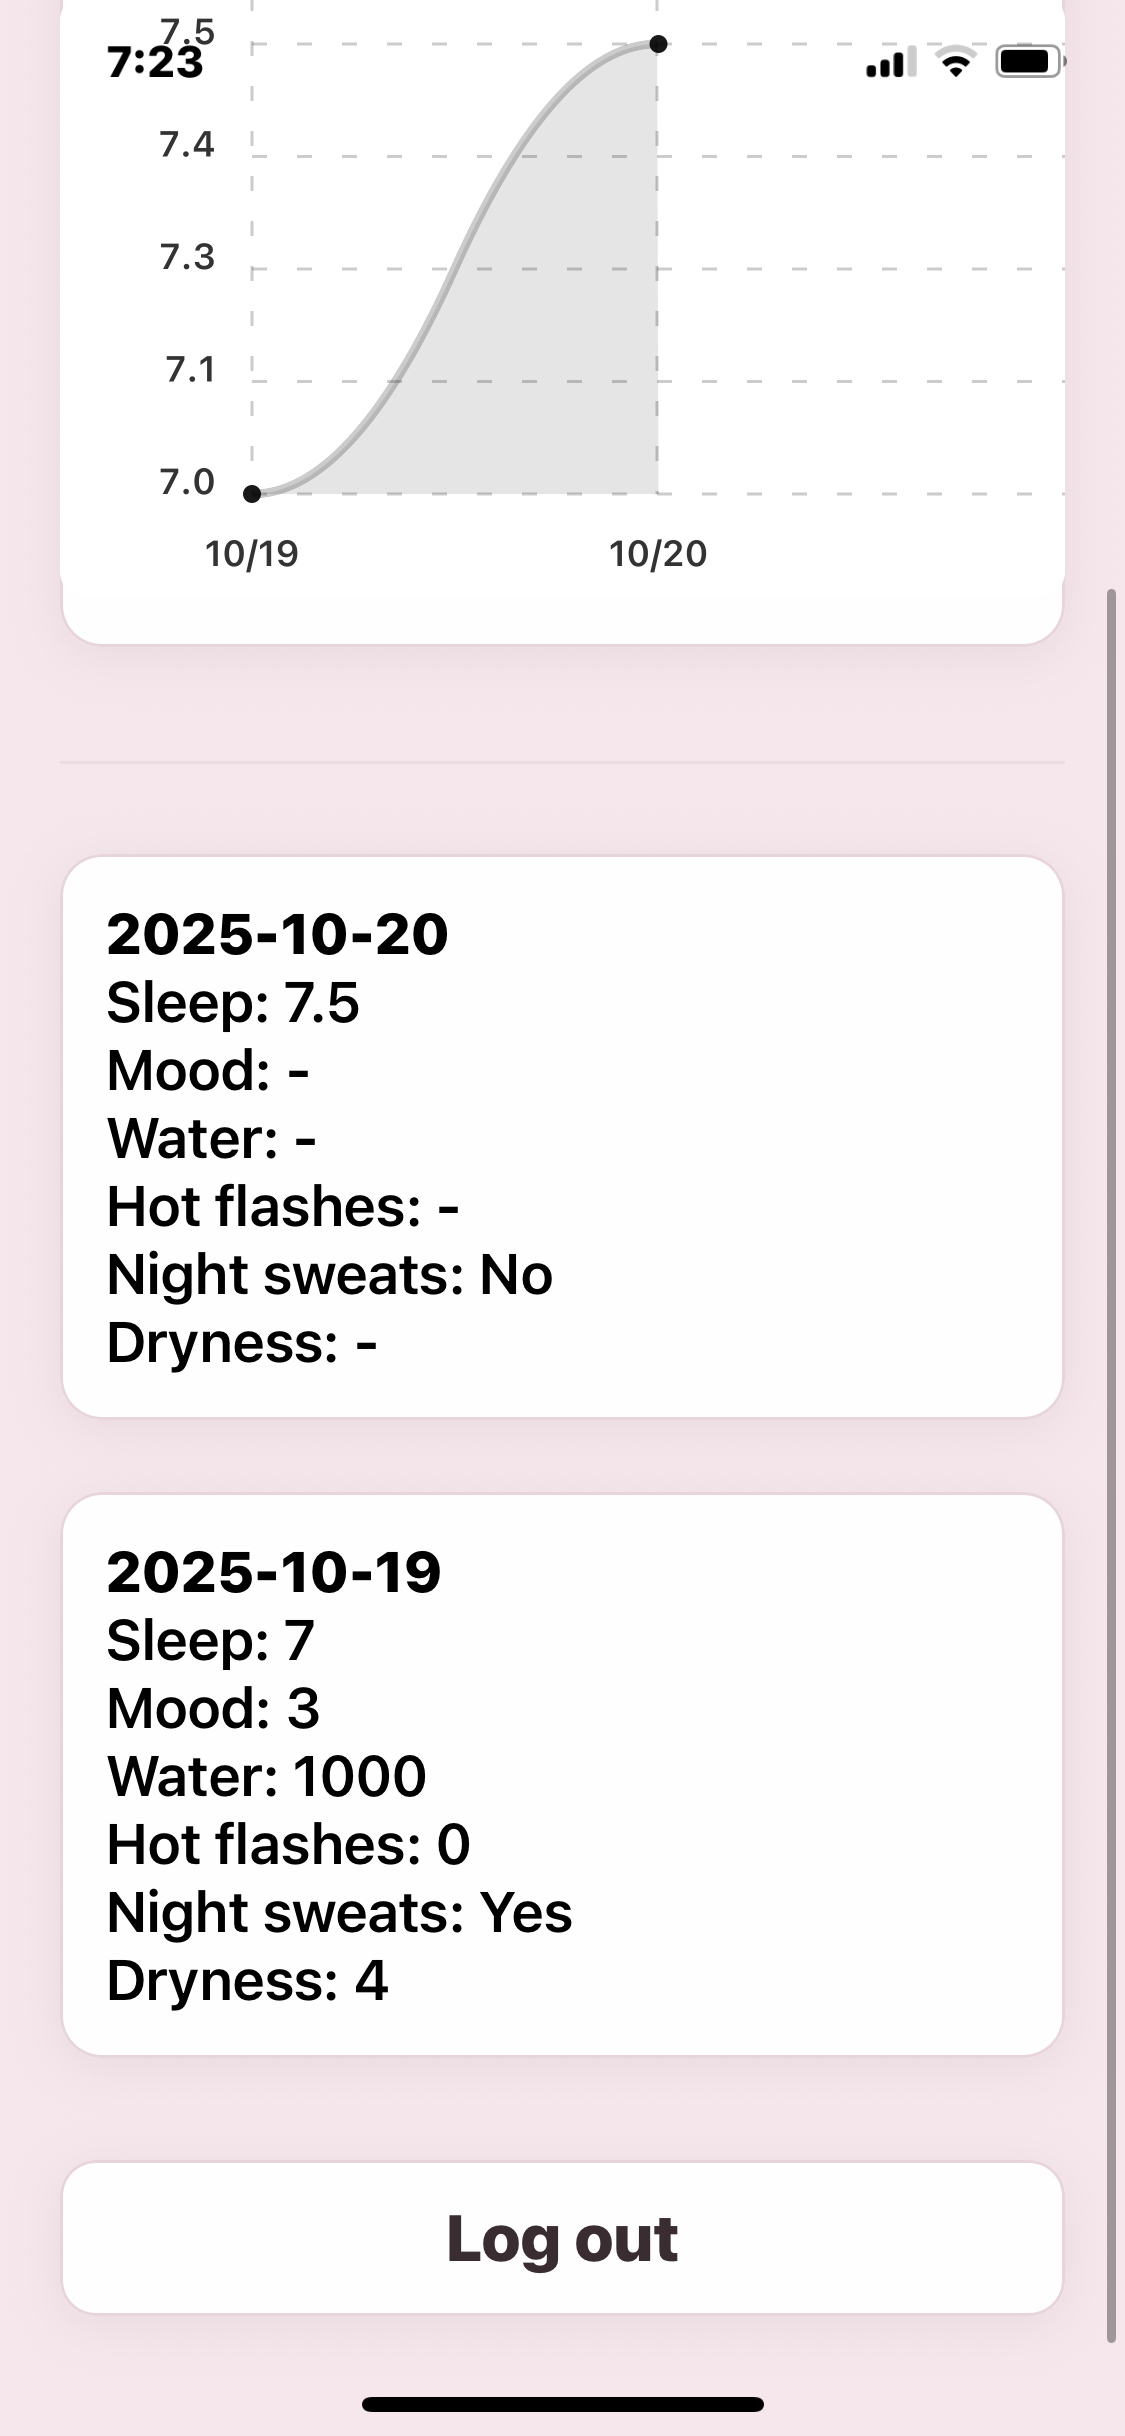 7.5
7:23
7.4
7.3
7.1
7.0
10/19 10/20
2025-10-20
Sleep: 7.5
Mood: -
Water: -
Hot flashes: -
Night sweats: No
Dryness: -
2025-10-19
Sleep: 7
Mood: 3
Water: 1000
Hot flashes: 0
Night sweats: Yes
Dryness: 4
Log out